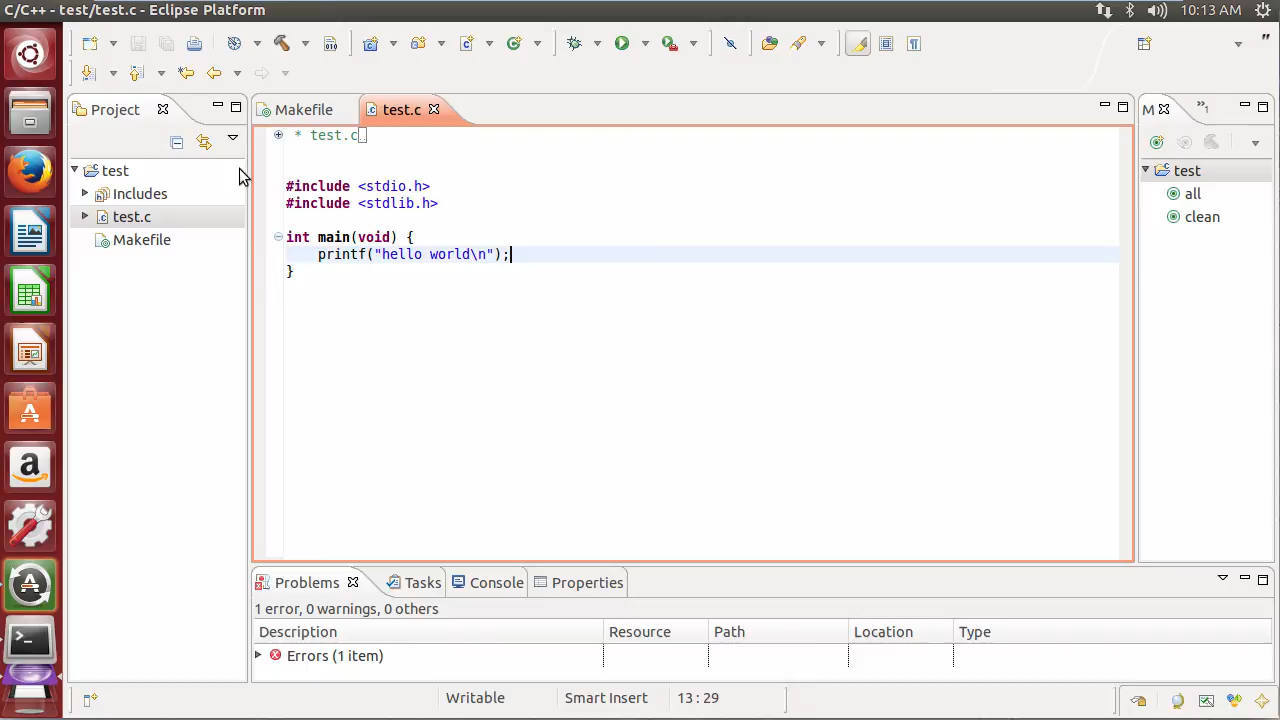 C/C++ - test/test.c - Eclipse Platform
10:13 AM
Project
Makefile
test.c
M
»1
test
Includes
test.c
Makefile
* test.c
#include <stdio.h>
#include <stdlib.h>
int main(void) {
printf("hello world\n");
}
test
all
clean
Problems
Tasks
Console
Properties
1 error, 0 warnings, 0 others
Description
Resource
Path
Location
Type
Errors (1 item)
Writable
Smart Insert
13 : 29